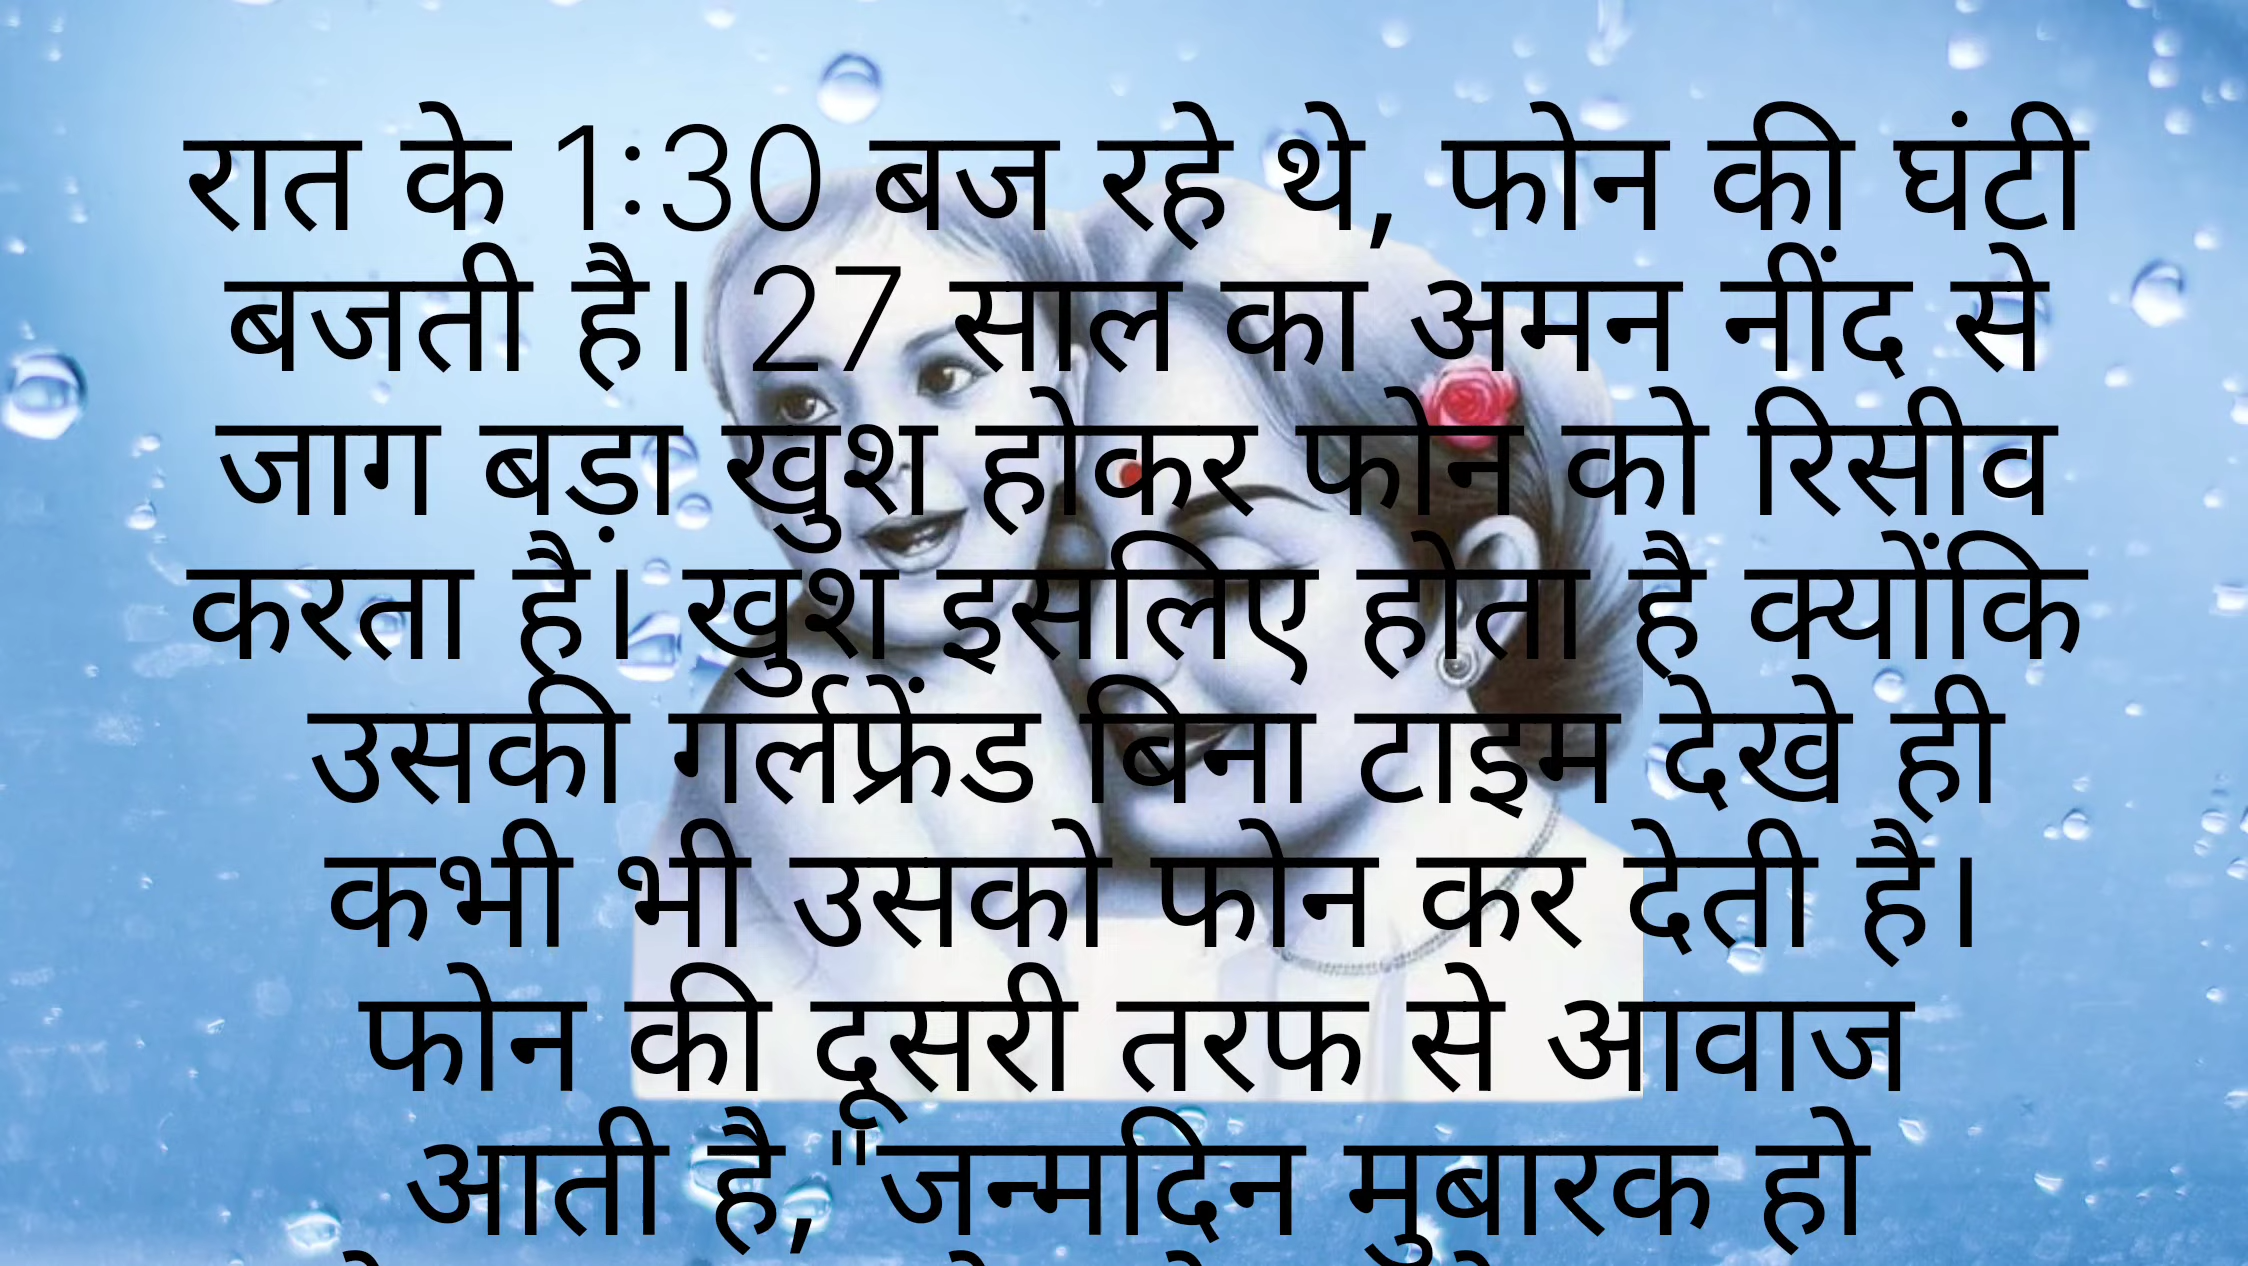 रात के 1:30 बज रहे थे, फोन की घंटी
बजती है। 27 साल का अमन नींद से
जाग बड़ा खुश होकर फोन को रिसीव
करता है। खुश इसलिए होता है क्योंकि
उसकी गर्लफ्रेंड बिना टाइम देखे ही
कभी भी उसको फोन कर देती है।
फोन की दूसरी तरफ से आवाज
आती है,"जन्मदिन मुबारक हो